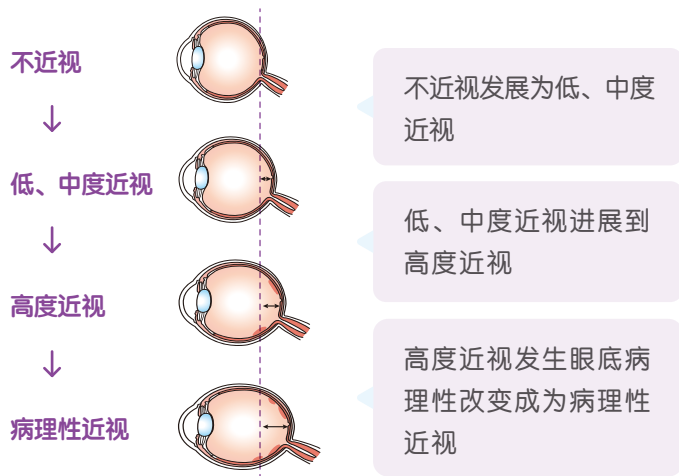 不近视
不近视发展为低、中度
近视
低、中度近视
低、中度近视进展到
高度近视
高度近视
高度近视发生眼底病
理性改变成为病理性
近视
病理性近视